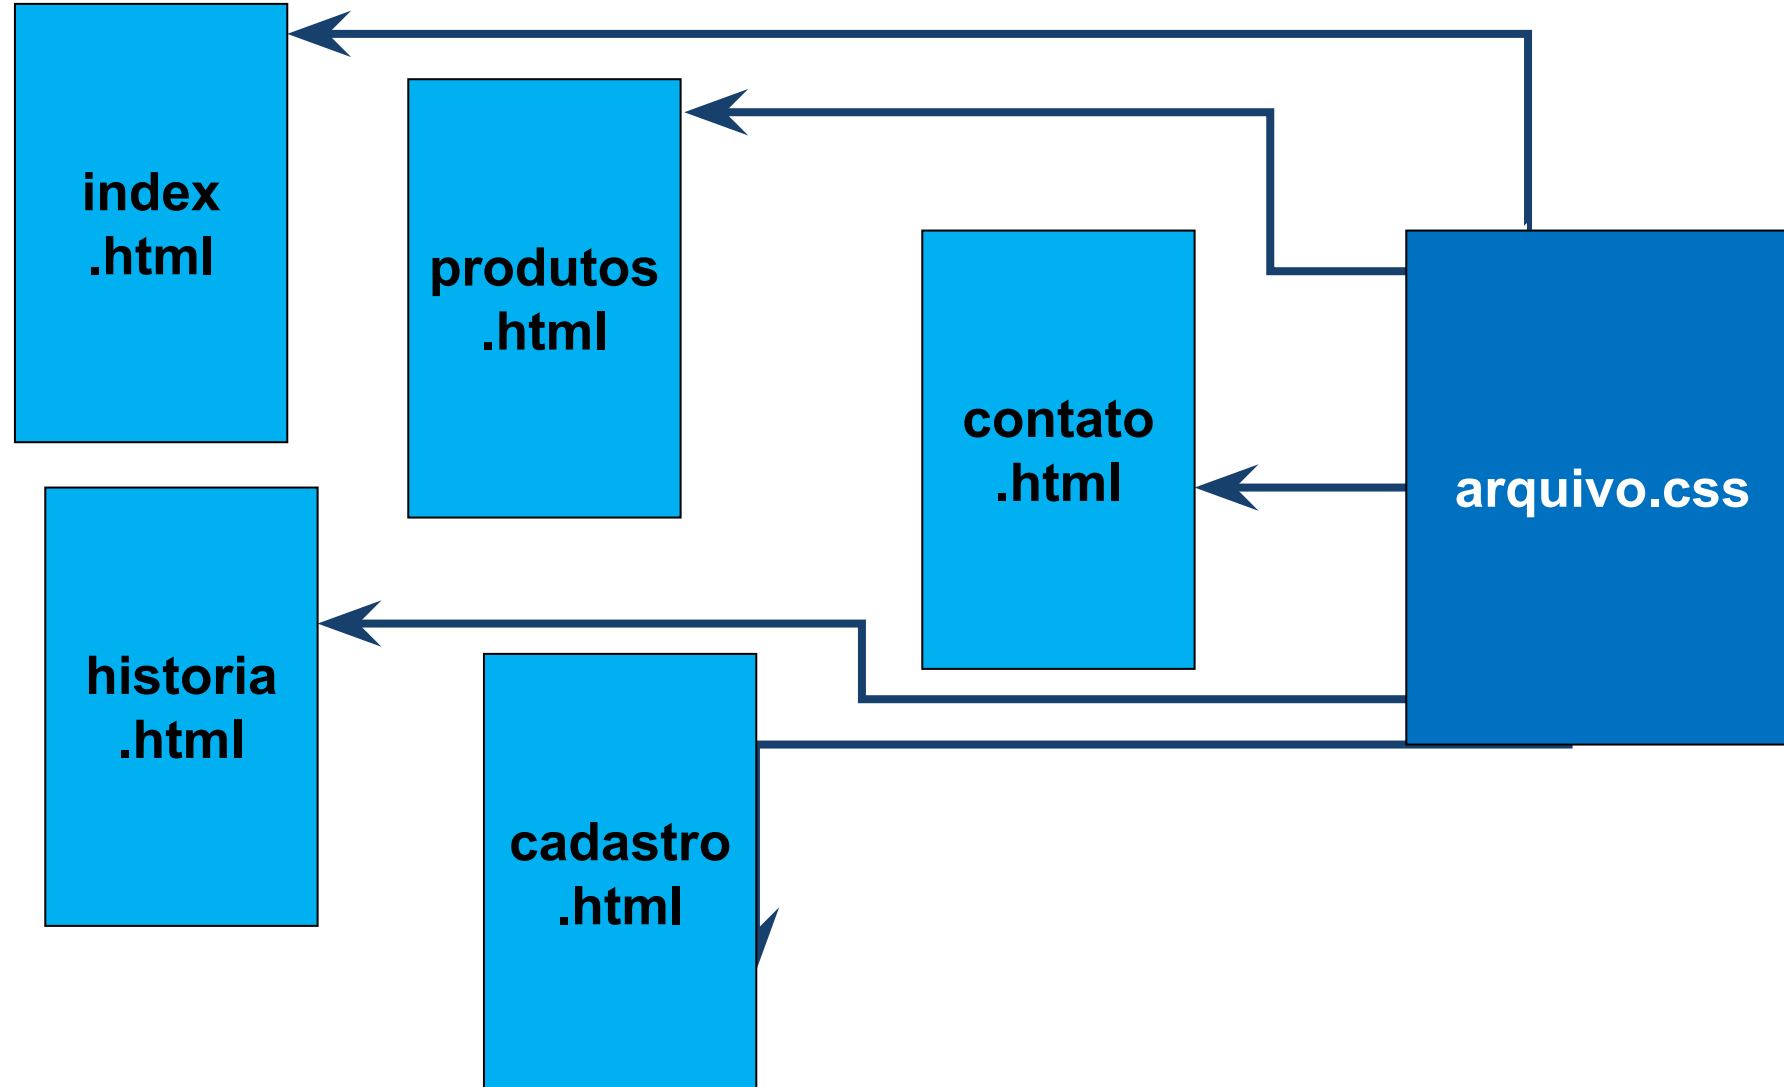 index
.html
produtos
.html
contato
.html
arquivo.css
historia
.html
cadastro
.html